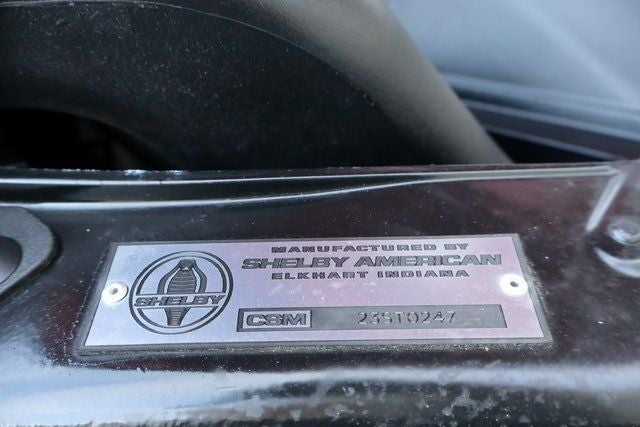 MANUFACTURED BY
SHELBY AMERICAN
ELKHART INDIANA
SHELBY
CSM 23ST0247